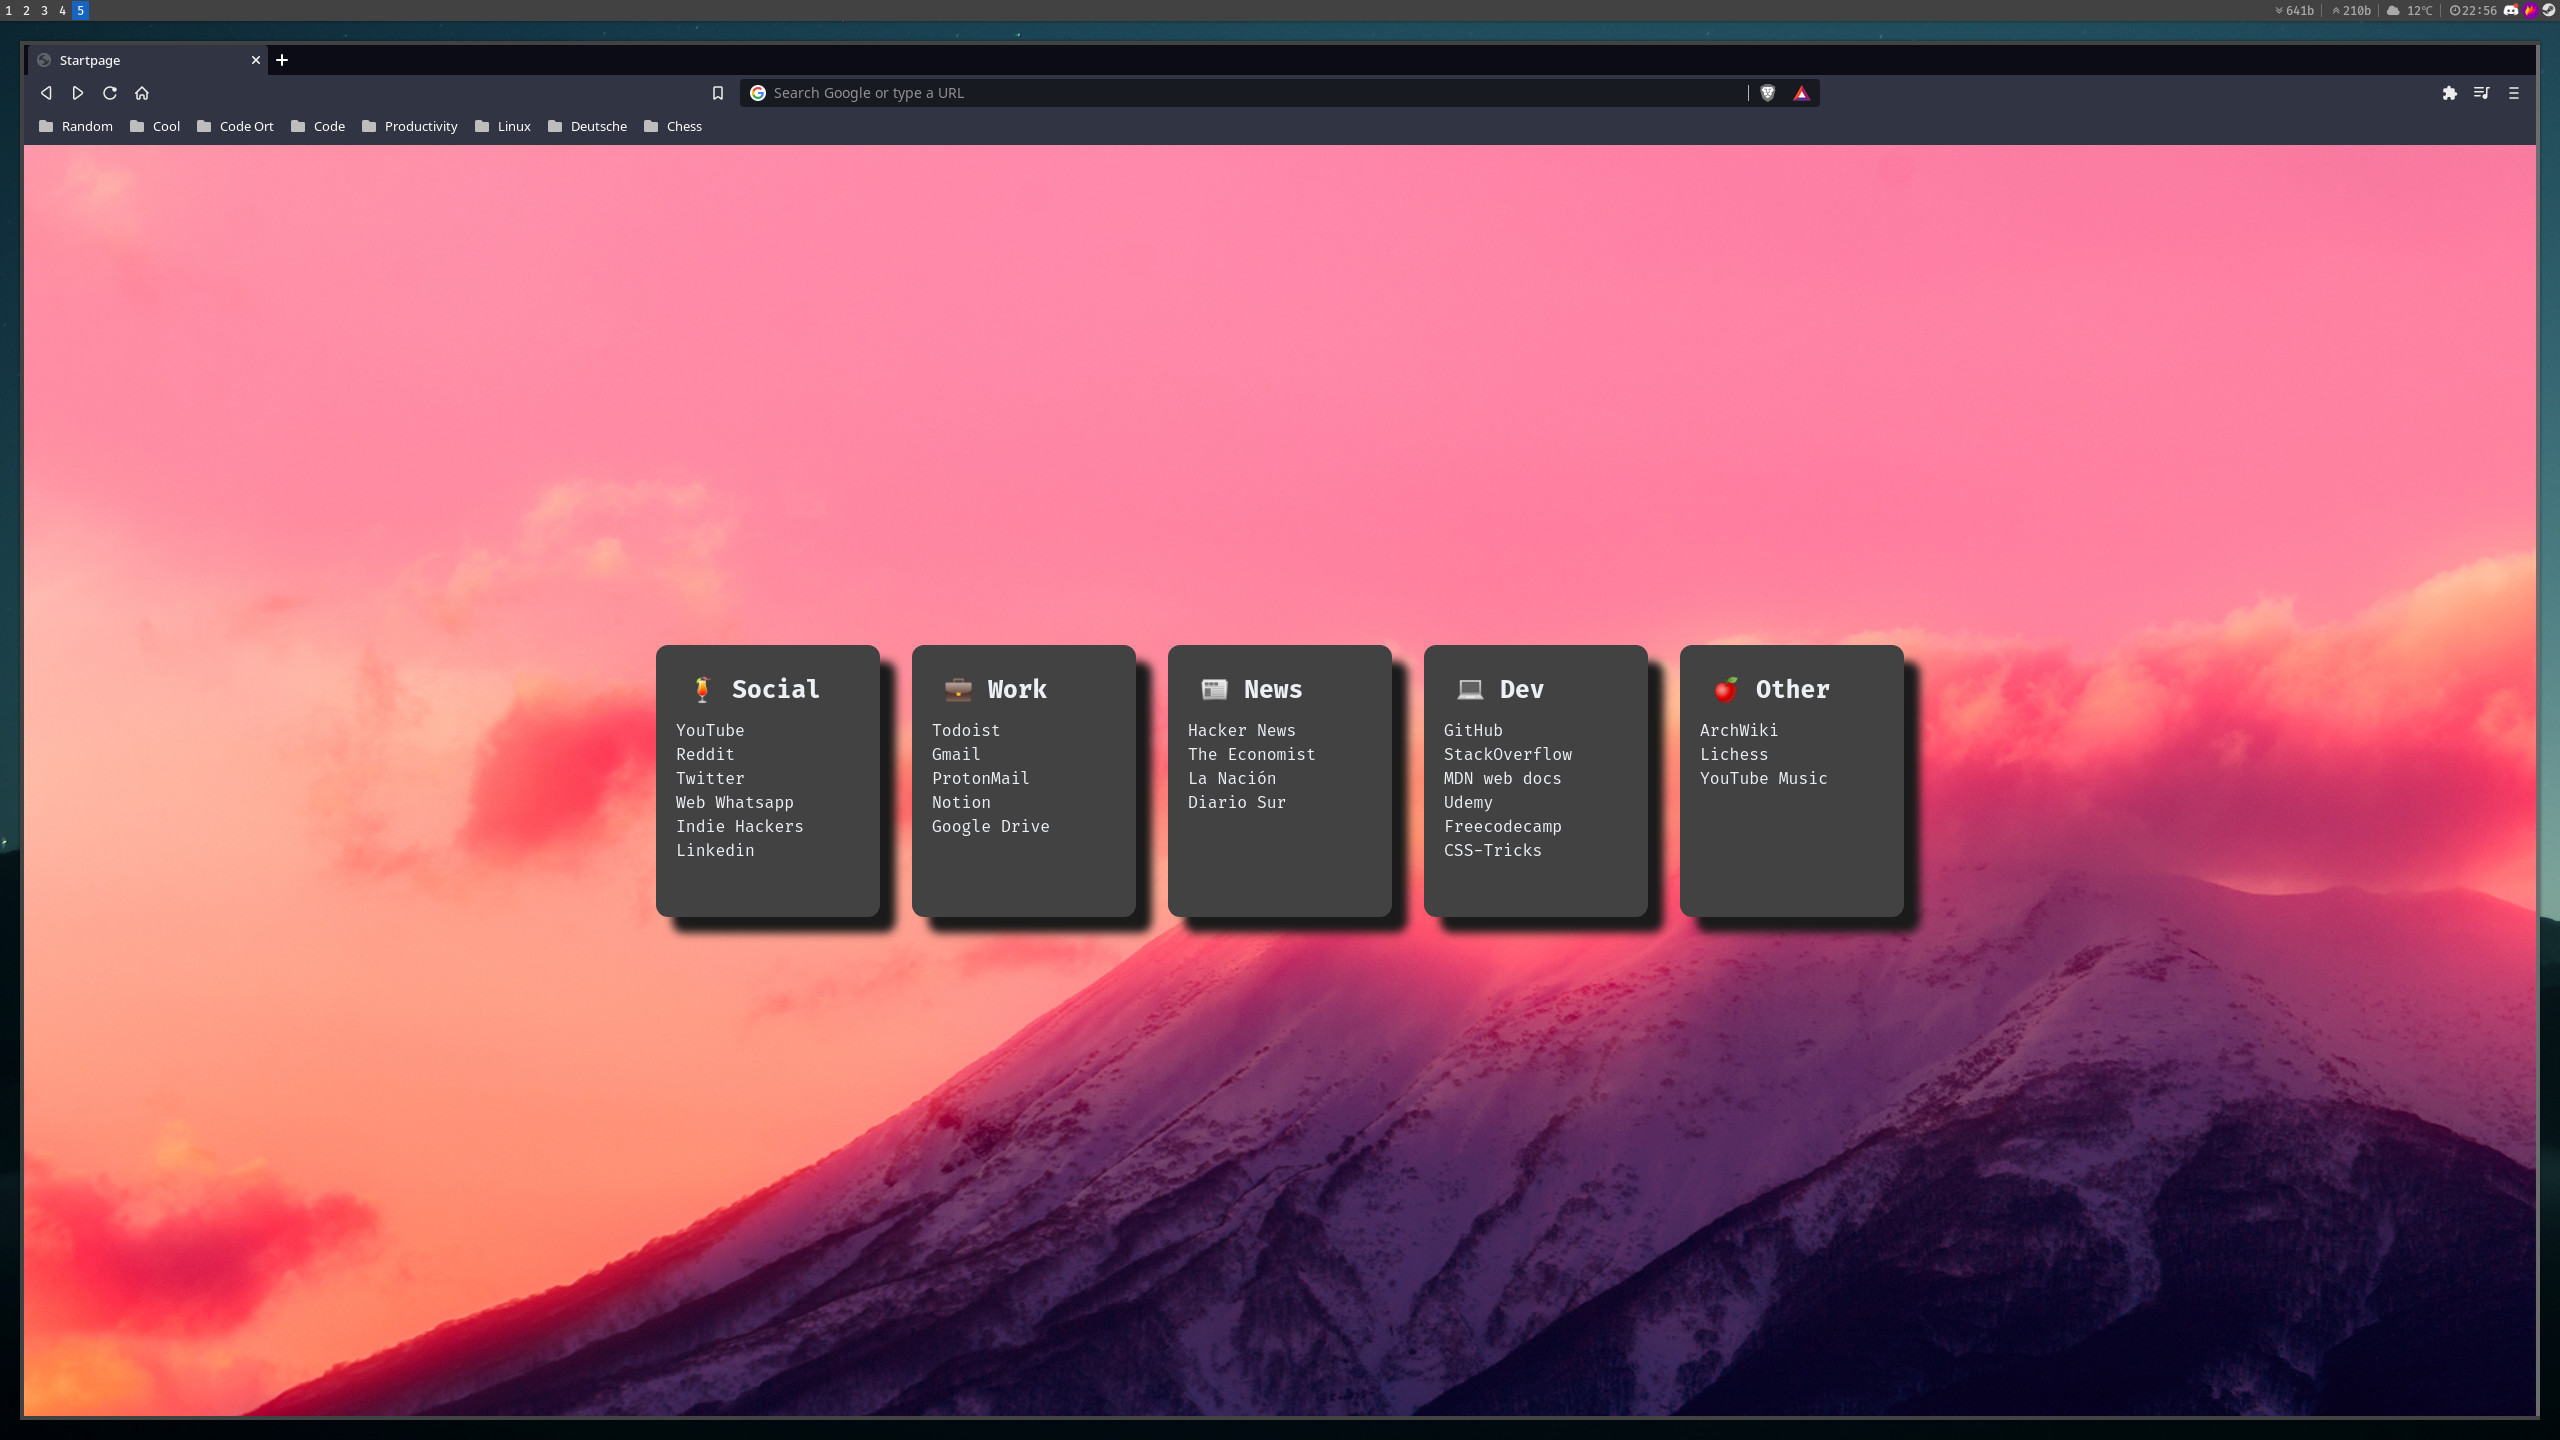 1 2 3 4 5
641b 210b 12℃ 22:56
Startpage
Search Google or type a URL
Random Cool Code Ort Code Productivity Linux Deutsche Chess
Social
YouTube
Reddit
Twitter
Web Whatsapp
Indie Hackers
Linkedin
Work
Todoist
Gmail
ProtonMail
Notion
Google Drive
News
Hacker News
The Economist
La Nación
Diario Sur
Dev
GitHub
StackOverflow
MDN web docs
Udemy
Freecodecamp
CSS-Tricks
Other
ArchWiki
Lichess
YouTube Music